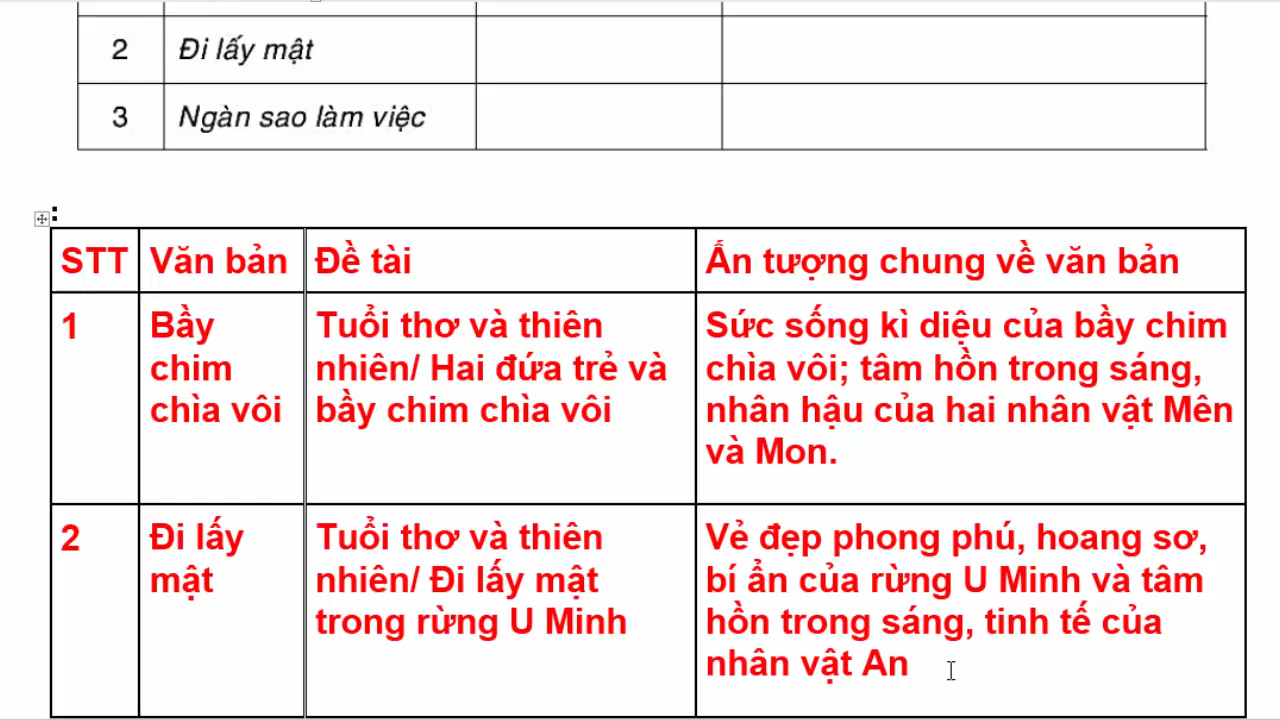 2 Đi lấy mật
3 Ngàn sao làm việc
:
STT Văn bản Đề tài Ấn tượng chung về văn bản
1 Bầy Tuổi thơ và thiên Sức sống kì diệu của bầy chim
chim nhiên/ Hai đứa trẻ và chìa vôi; tâm hồn trong sáng,
chìa vôi bầy chim chìa vôi nhân hậu của hai nhân vật Mên
và Mon.
2 Đi lấy Tuổi thơ và thiên Vẻ đẹp phong phú, hoang sơ,
mật nhiên/ Đi lấy mật bí ẩn của rừng U Minh và tâm
trong rừng U Minh hồn trong sáng, tinh tế của
nhân vật An